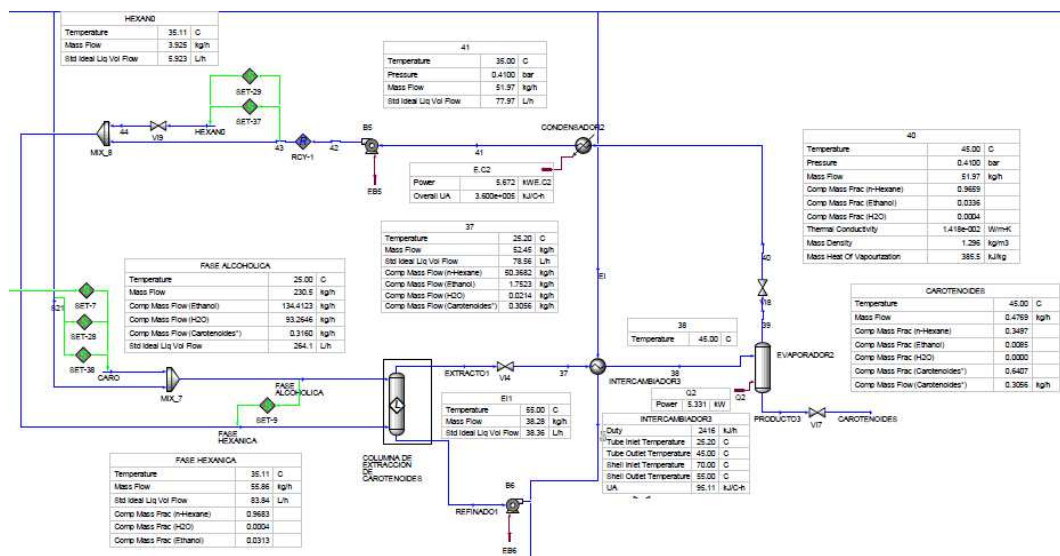 HEXAN0
Temperature 35.11 C
Mass Flow 3.925 kg/h
Std Ideal Liq Vol Flow 5.923 L/h
SET-29
SET-37
44
VI9
HEXAN0
43
RCY-1
42
MIX_8
B5
EB5
41
Temperature 35.00 C
Pressure 0.4100 bar
Mass Flow 51.97 kg/h
Std Ideal Liq Vol Flow 77.97 L/h
41
CONDENSADOR2
E.C2
E.C2
Power 5.672 kW
Overall UA 3.600e+005 kJ/C-h
40
Temperature 45.00 C
Pressure 0.4100 bar
Mass Flow 51.97 kg/h
Comp Mass Frac (n-Hexane) 0.9659
Comp Mass Frac (Ethanol) 0.0336
Comp Mass Frac (H2O) 0.0004
Thermal Conductivity 1.418e-002 W/m-K
Mass Density 1.296 kg/m3
Mass Heat Of Vapourization 385.5 kJ/kg
37
Temperature 25.20 C
Mass Flow 52.45 kg/h
Std Ideal Liq Vol Flow 78.56 L/h
Comp Mass Flow (n-Hexane) 50.3682 kg/h
Comp Mass Flow (Ethanol) 1.7523 kg/h
Comp Mass Flow (H2O) 0.0214 kg/h
Comp Mass Flow (Carotenoides*) 0.3056 kg/h
EI
40
VI8
39
FASE ALCOHOLICA
Temperature 25.00 C
Mass Flow 230.5 kg/h
Comp Mass Flow (Ethanol) 134.4123 kg/h
Comp Mass Flow (H2O) 93.2646 kg/h
Comp Mass Flow (Carotenoides*) 0.3160 kg/h
Std Ideal Liq Vol Flow 264.1 L/h
S21
SET-7
SET-28
SET-38
CARO
MIX_7
FASE
ALCOHOLICA
SET-9
FASE
HEXANICA
EXTRACTO1
VI4
37
INTERCAMBIADOR3
38
38
Temperature 45.00 C
EVAPORADOR2
Q2
Q2
Power 5.331 kW
PRODUCTO3
VI7
CAROTENOIDES
CAROTENOIDES
Temperature 45.00 C
Mass Flow 0.4769 kg/h
Comp Mass Frac (n-Hexane) 0.3497
Comp Mass Frac (Ethanol) 0.0085
Comp Mass Frac (H2O) 0.0000
Comp Mass Frac (Carotenoides*) 0.6407
Comp Mass Flow (Carotenoides*) 0.3056 kg/h
EI1
Temperature 55.00 C
Mass Flow 38.28 kg/h
Std Ideal Liq Vol Flow 38.36 L/h
INTERCAMBIADOR3
Duty 2416 kJ/h
Tube Inlet Temperature 25.20 C
Tube Outlet Temperature 45.00 C
Shell Inlet Temperature 70.00 C
Shell Outlet Temperature 55.00 C
UA 95.11 kJ/C-h
COLUMNA DE
EXTRACCION
DE
CAROTENOIDES
REFINADO1
B6
EB6
FASE HEXANICA
Temperature 35.11 C
Mass Flow 55.86 kg/h
Std Ideal Liq Vol Flow 83.84 L/h
Comp Mass Frac (n-Hexane) 0.9683
Comp Mass Frac (H2O) 0.0004
Comp Mass Frac (Ethanol) 0.0313